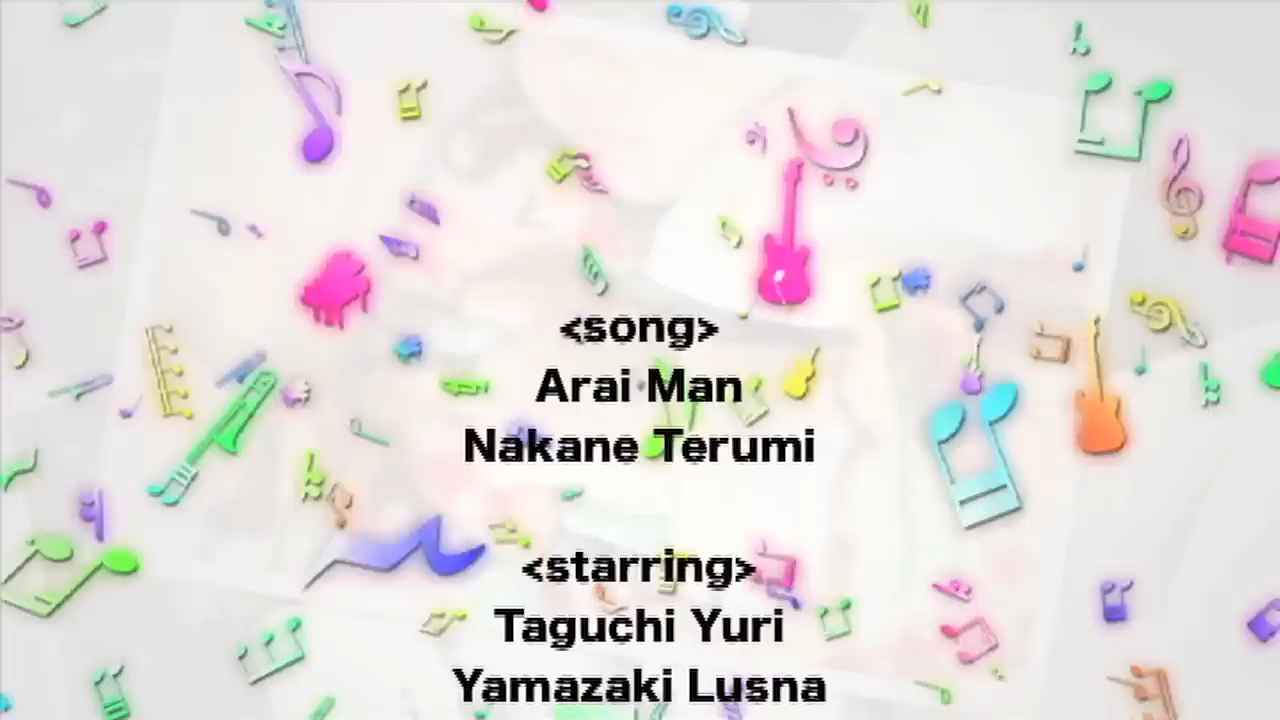 <song>
Arai Man
Nakane Terumi
<starring>
Taguchi Yuri
Yamazaki Lusna